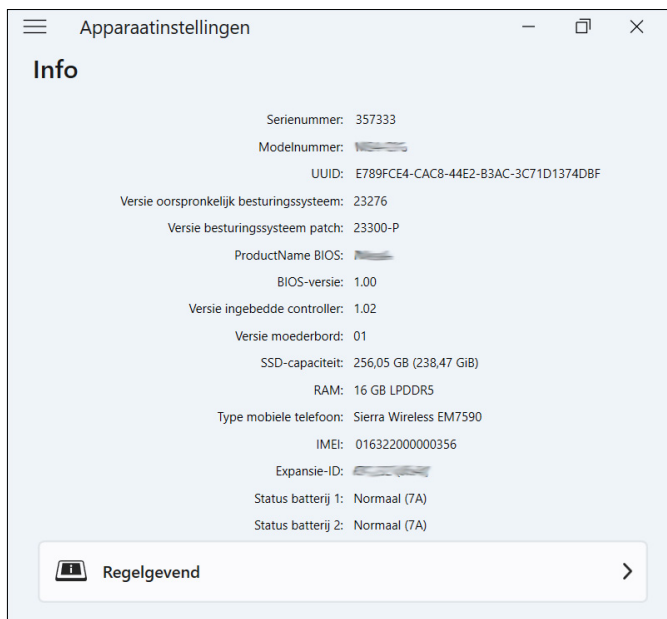 Apparaatinstellingen
Info
Serienummer: 357333
Modelnummer:
UUID: E789FCE4-CAC8-44E2-B3AC-3C71D1374DBF
Versie oorspronkelijk besturingssysteem: 23276
Versie besturingssysteem patch: 23300-P
ProductName BIOS:
BIOS-versie: 1.00
Versie ingebedde controller: 1.02
Versie moederbord: 01
SSD-capaciteit: 256,05 GB (238,47 GiB)
RAM: 16 GB LPDDR5
Type mobiele telefoon: Sierra Wireless EM7590
IMEI: 016322000000356
Expansie-ID:
Status batterij 1: Normaal (7A)
Status batterij 2: Normaal (7A)
Regelgevend